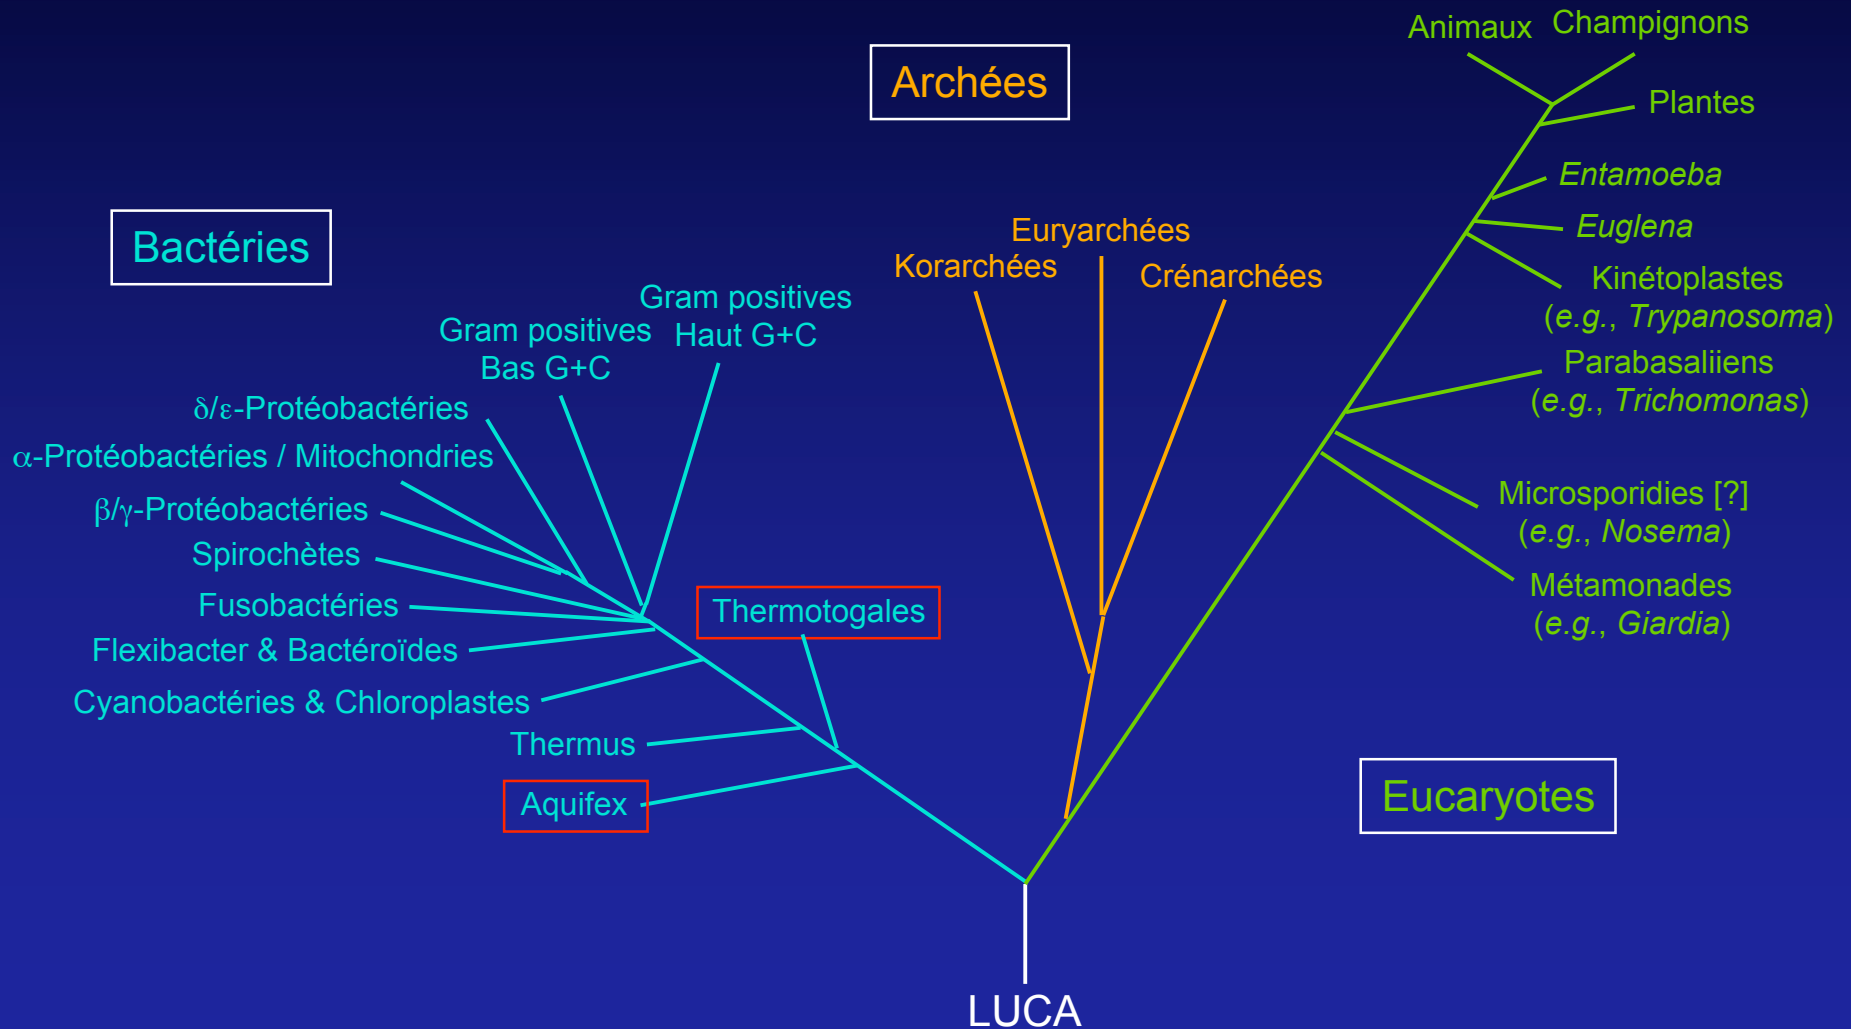 Animaux
Champignons
Archées
Plantes
Entamoeba
Bactéries
Euryarchées
Euglena
Korarchées
Crénarchées
Kinétoplastes
(e.g., Trypanosoma)
Gram positives
Haut G+C
Gram positives
Bas G+C
Parabasaliiens
(e.g., Trichomonas)
δ/ε-Protéobactéries
α-Protéobactéries / Mitochondries
β/γ-Protéobactéries
Microsporidies [?]
(e.g., Nosema)
Spirochètes
Fusobactéries
Thermotogales
Métamonades
(e.g., Giardia)
Flexibacter & Bactéroïdes
Cyanobactéries & Chloroplastes
Thermus
Aquifex
Eucaryotes
LUCA